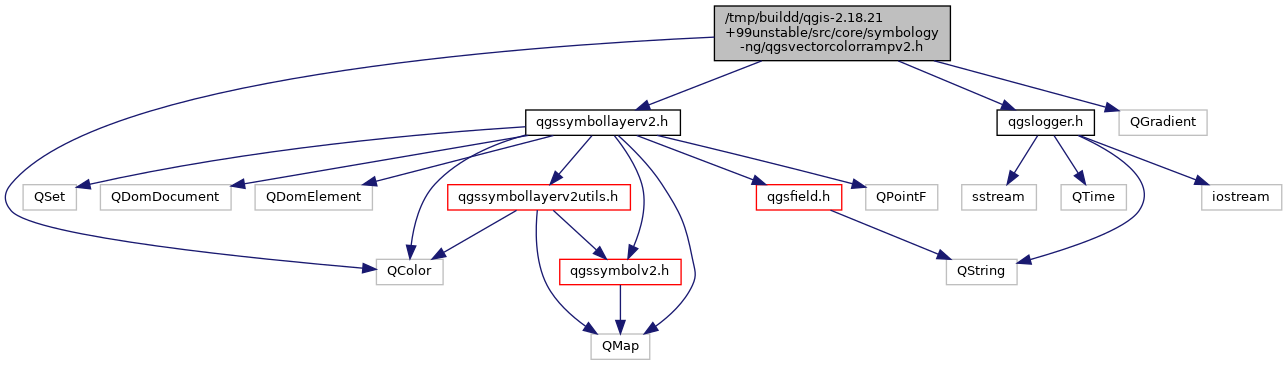 /tmp/buildd/qgis-2.18.21
+99unstable/src/core/symbology
-ng/qgsvectorcolorrampv2.h
qgssymbollayerv2.h
qgslogger.h
QGradient
QSet
QDomDocument
QDomElement
qgssymbollayerv2utils.h
qgsfield.h
QPointF
sstream
QTime
iostream
QColor
qgssymbolv2.h
QString
QMap